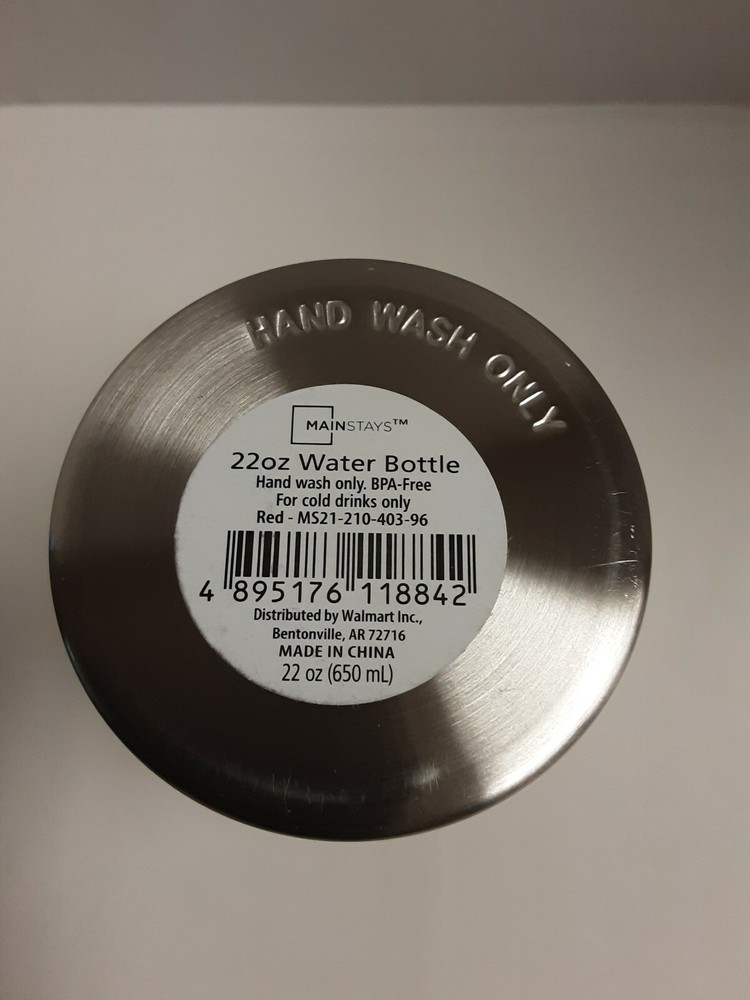 HAND WASH ONLY
MAINSTAYS™
22oz Water Bottle
Hand wash only. BPA-Free
For cold drinks only
Red - MS21-210-403-96
4 895176 118842
Distributed by Walmart Inc.,
Bentonville, AR 72716
MADE IN CHINA
22 oz (650 mL)